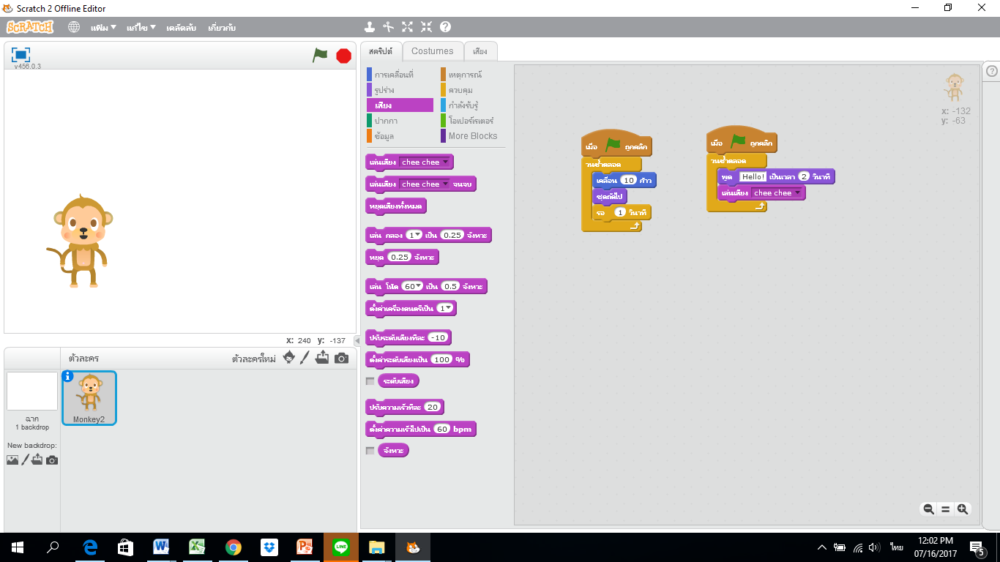 Scratch 2 Offline Editor
SCRATCH
แฟ้ม
แก้ไข
เคล็ดลับ
เกี่ยวกับ
v456.0.3
x: 240 y: -137
ตัวละคร
ตัวละครใหม่
Monkey2
ฉาก
1 backdrop
New backdrop:
สคริปต์
Costumes
เสียง
การเคลื่อนที่
เหตุการณ์
รูปร่าง
ควบคุม
เสียง
กำลังรับรู้
ปากกา
โอเปอร์เรเตอร์
ข้อมูล
More Blocks
เล่นเสียง chee chee
เล่นเสียง chee chee จนจบ
หยุดเสียงทั้งหมด
เล่น กลอง 1 เป็น 0.25 จังหวะ
หยุด 0.25 จังหวะ
เล่น โน้ต 60 เป็น 0.5 จังหวะ
ตั้งค่าเครื่องดนตรีเป็น 1
ปรับระดับเสียงทีละ -10
ตั้งค่าระดับเสียงเป็น 100 %
ระดับเสียง
ปรับความเร็วทีละ 20
ตั้งค่าความเร็วไปเป็น 60 bpm
จังหวะ
เมื่อ ถูกคลิก
วนซ้ำตลอด
เคลื่อน 10 ก้าว
ชุดถัดไป
รอ 1 วินาที
เมื่อ ถูกคลิก
วนซ้ำตลอด
พูด Hello! เป็นเวลา 2 วินาที
เล่นเสียง chee chee
x: -132
y: -63
ไทย
12:02 PM
07/16/2017
5